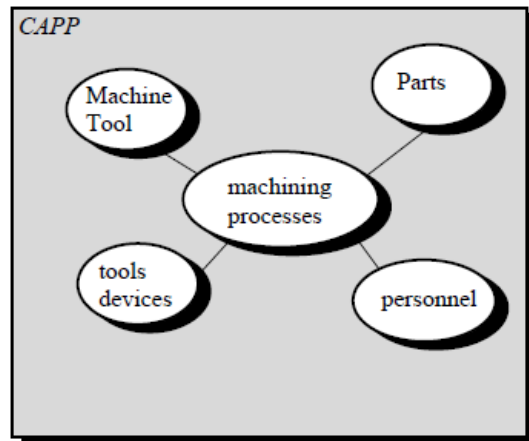 CAPP
Machine
Tool
Parts
machining
processes
tools
devices
personnel